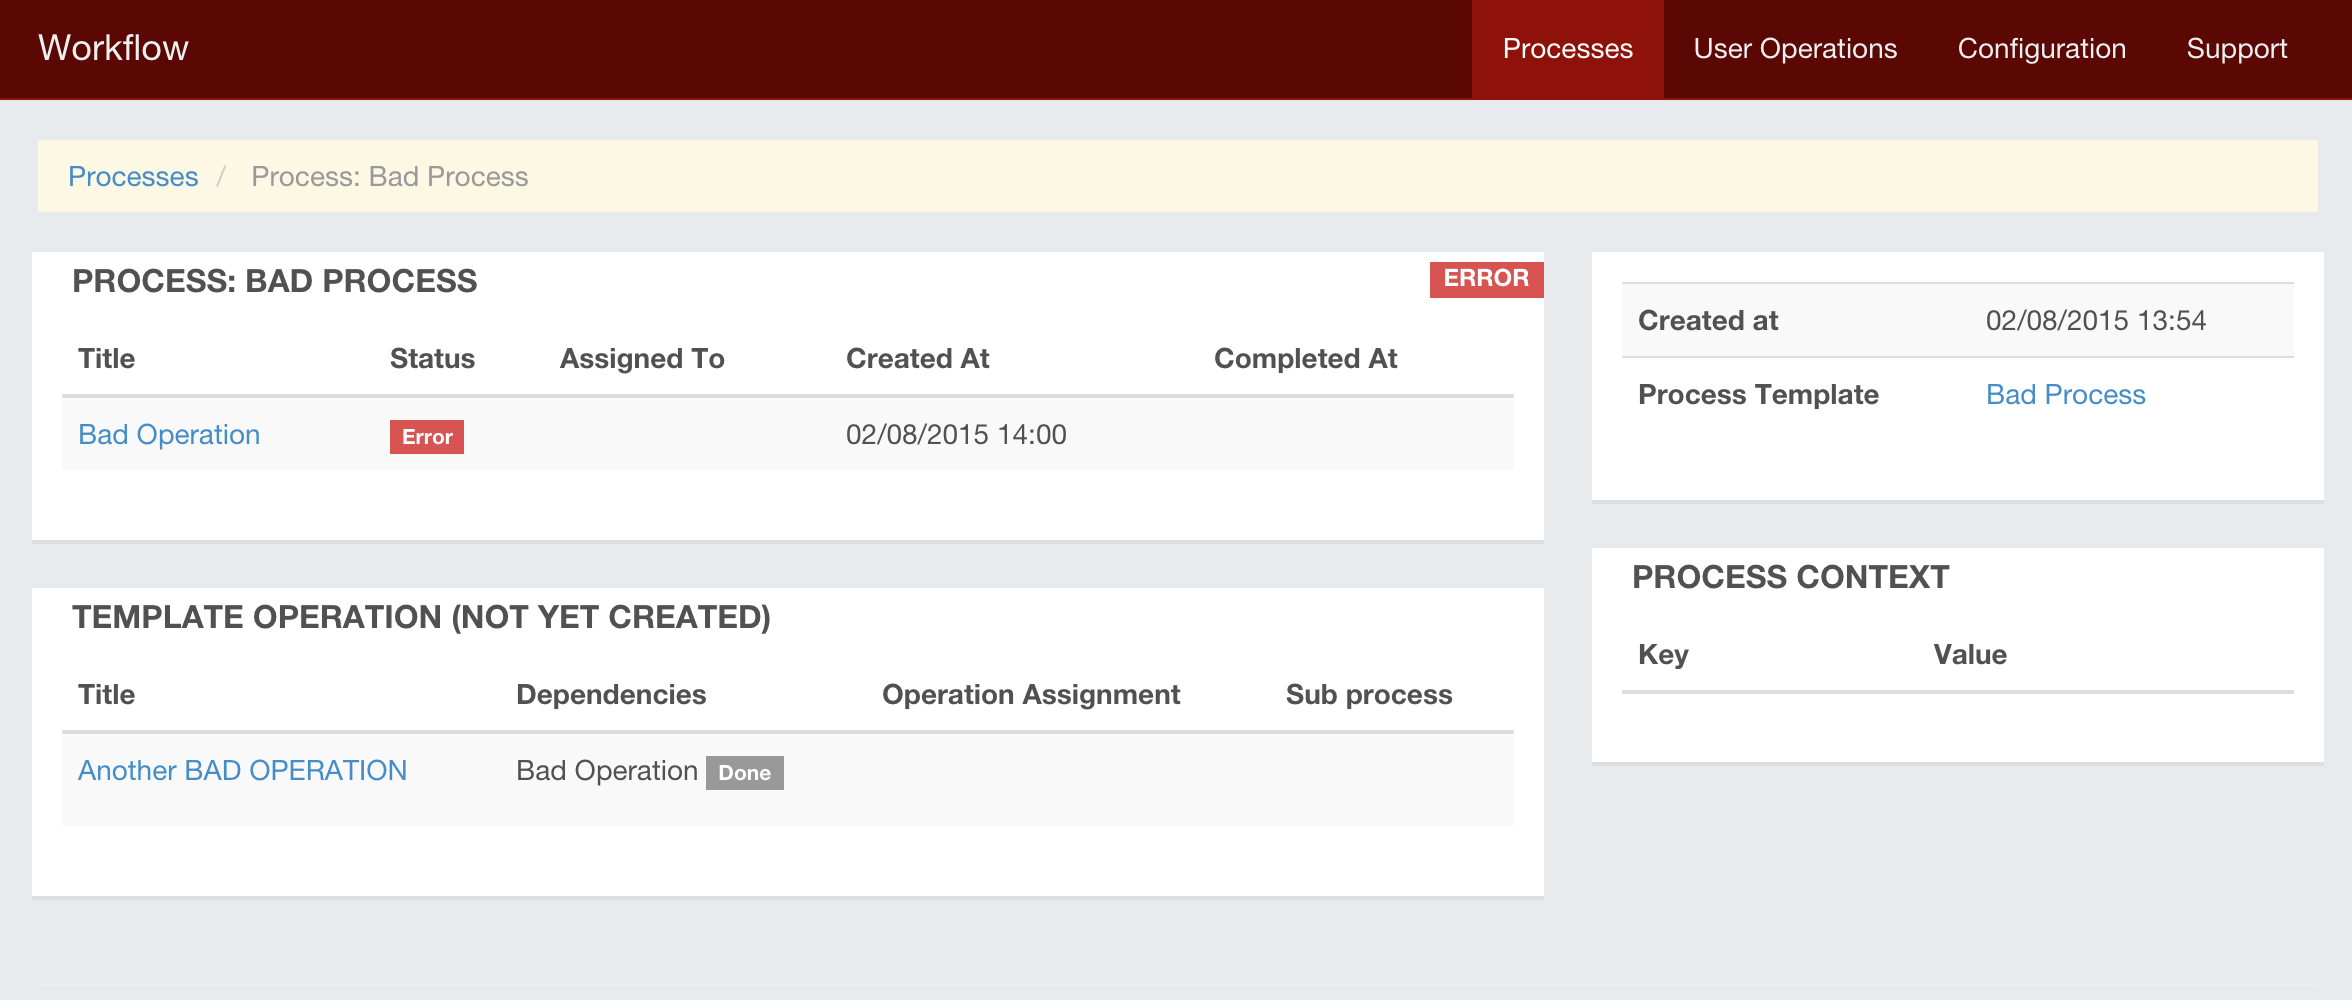 Workflow
Processes User Operations Configuration Support
Processes / Process: Bad Process
PROCESS: BAD PROCESS ERROR
Title Status Assigned To Created At Completed At
Bad Operation Error 02/08/2015 14:00
TEMPLATE OPERATION (NOT YET CREATED)
Title Dependencies Operation Assignment Sub process
Another BAD OPERATION Bad Operation Done
Created at 02/08/2015 13:54
Process Template Bad Process
PROCESS CONTEXT
Key Value